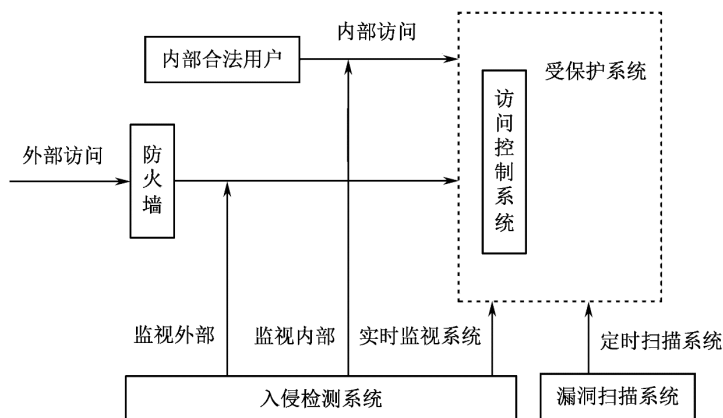 内部访问
内部合法用户
受保护系统
访问控制系统
外部访问
防火墙
监视外部
监视内部
实时监视系统
定时扫描系统
入侵检测系统
漏洞扫描系统